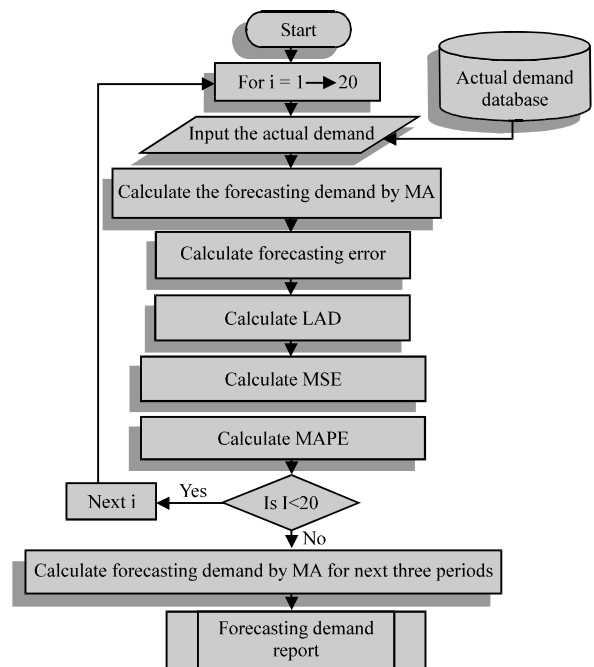 Start
For i = 1→20
Actual demand
database
Input the actual demand
Calculate the forecasting demand by MA
Calculate forecasting error
Calculate LAD
Calculate MSE
Calculate MAPE
Is I<20
Yes
Next i
No
Calculate forecasting demand by MA for next three periods
Forecasting demand
report